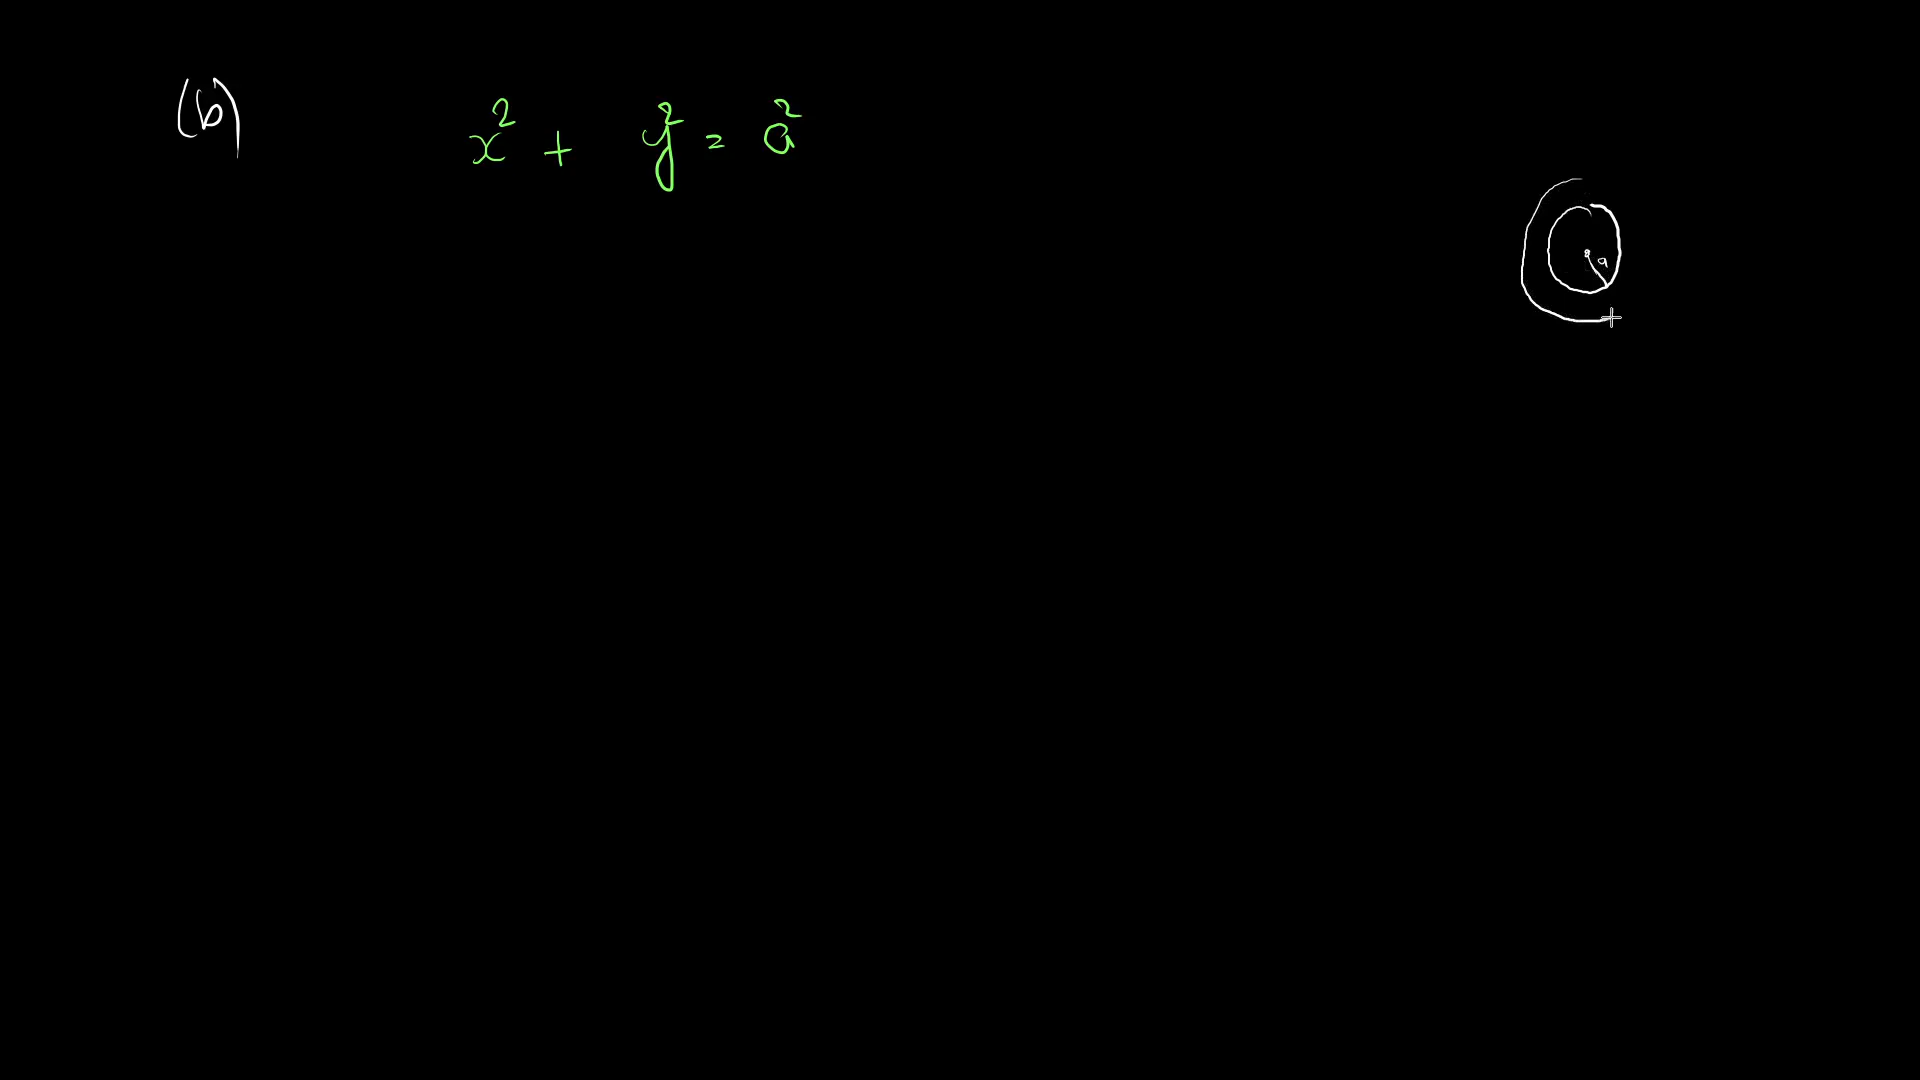 (b) x² + y² = a²
a